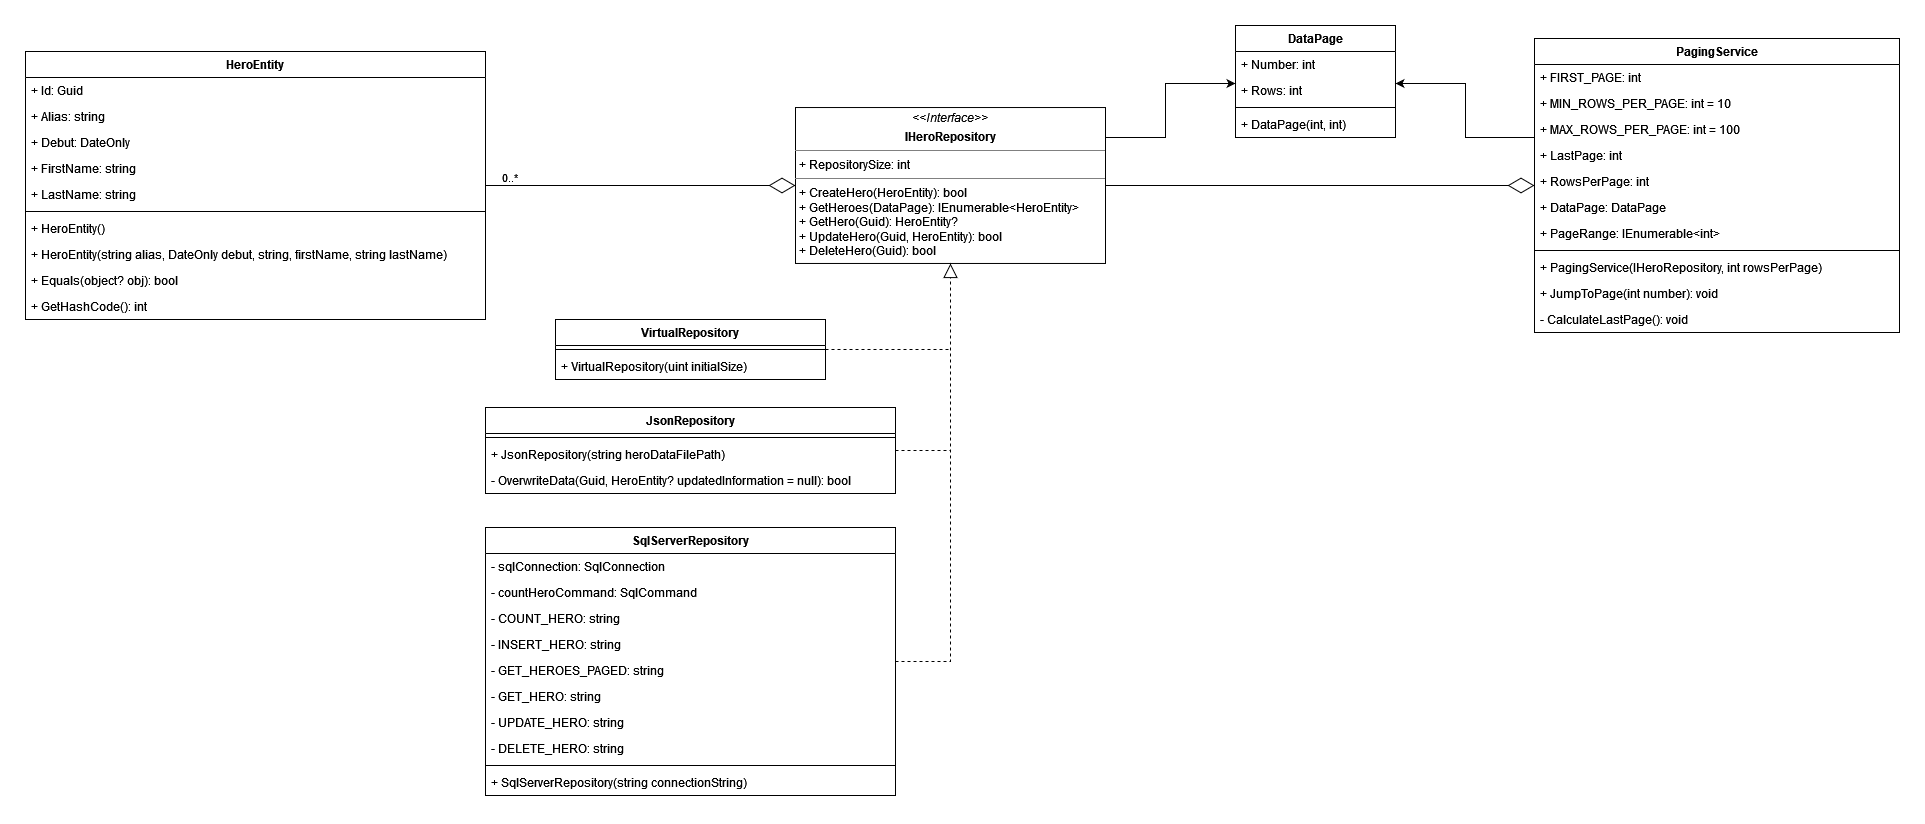 HeroEntity
+ Id: Guid
+ Alias: string
+ Debut: DateOnly
+ FirstName: string
+ LastName: string
+ HeroEntity()
+ HeroEntity(string alias, DateOnly debut, string, firstName, string lastName)
+ Equals(object? obj): bool
+ GetHashCode(): int
0..*
<<Interface>>
IHeroRepository
+ RepositorySize: int
+ CreateHero(HeroEntity): bool
+ GetHeroes(DataPage): IEnumerable<HeroEntity>
+ GetHero(Guid): HeroEntity?
+ UpdateHero(Guid, HeroEntity): bool
+ DeleteHero(Guid): bool
DataPage
+ Number: int
+ Rows: int
+ DataPage(int, int)
PagingService
+ FIRST_PAGE: int
+ MIN_ROWS_PER_PAGE: int = 10
+ MAX_ROWS_PER_PAGE: int = 100
+ LastPage: int
+ RowsPerPage: int
+ DataPage: DataPage
+ PageRange: IEnumerable<int>
+ PagingService(IHeroRepository, int rowsPerPage)
+ JumpToPage(int number): void
- CalculateLastPage(): void
VirtualRepository
+ VirtualRepository(uint initialSize)
JsonRepository
+ JsonRepository(string heroDataFilePath)
- OverwriteData(Guid, HeroEntity? updatedInformation = null): bool
SqlServerRepository
- sqlConnection: SqlConnection
- countHeroCommand: SqlCommand
- COUNT_HERO: string
- INSERT_HERO: string
- GET_HEROES_PAGED: string
- GET_HERO: string
- UPDATE_HERO: string
- DELETE_HERO: string
+ SqlServerRepository(string connectionString)